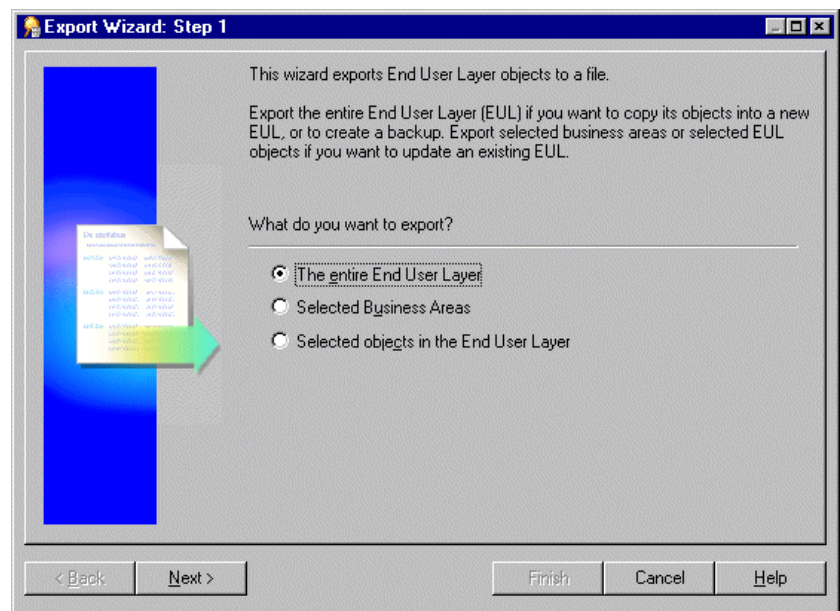 Export Wizard: Step 1
This wizard exports End User Layer objects to a file.
Export the entire End User Layer (EUL) if you want to copy its objects into a new
EUL, or to create a backup. Export selected business areas or selected EUL
objects if you want to update an existing EUL.
What do you want to export?
The entire End User Layer
Selected Business Areas
Selected objects in the End User Layer
< Back
Next >
Finish
Cancel
Help